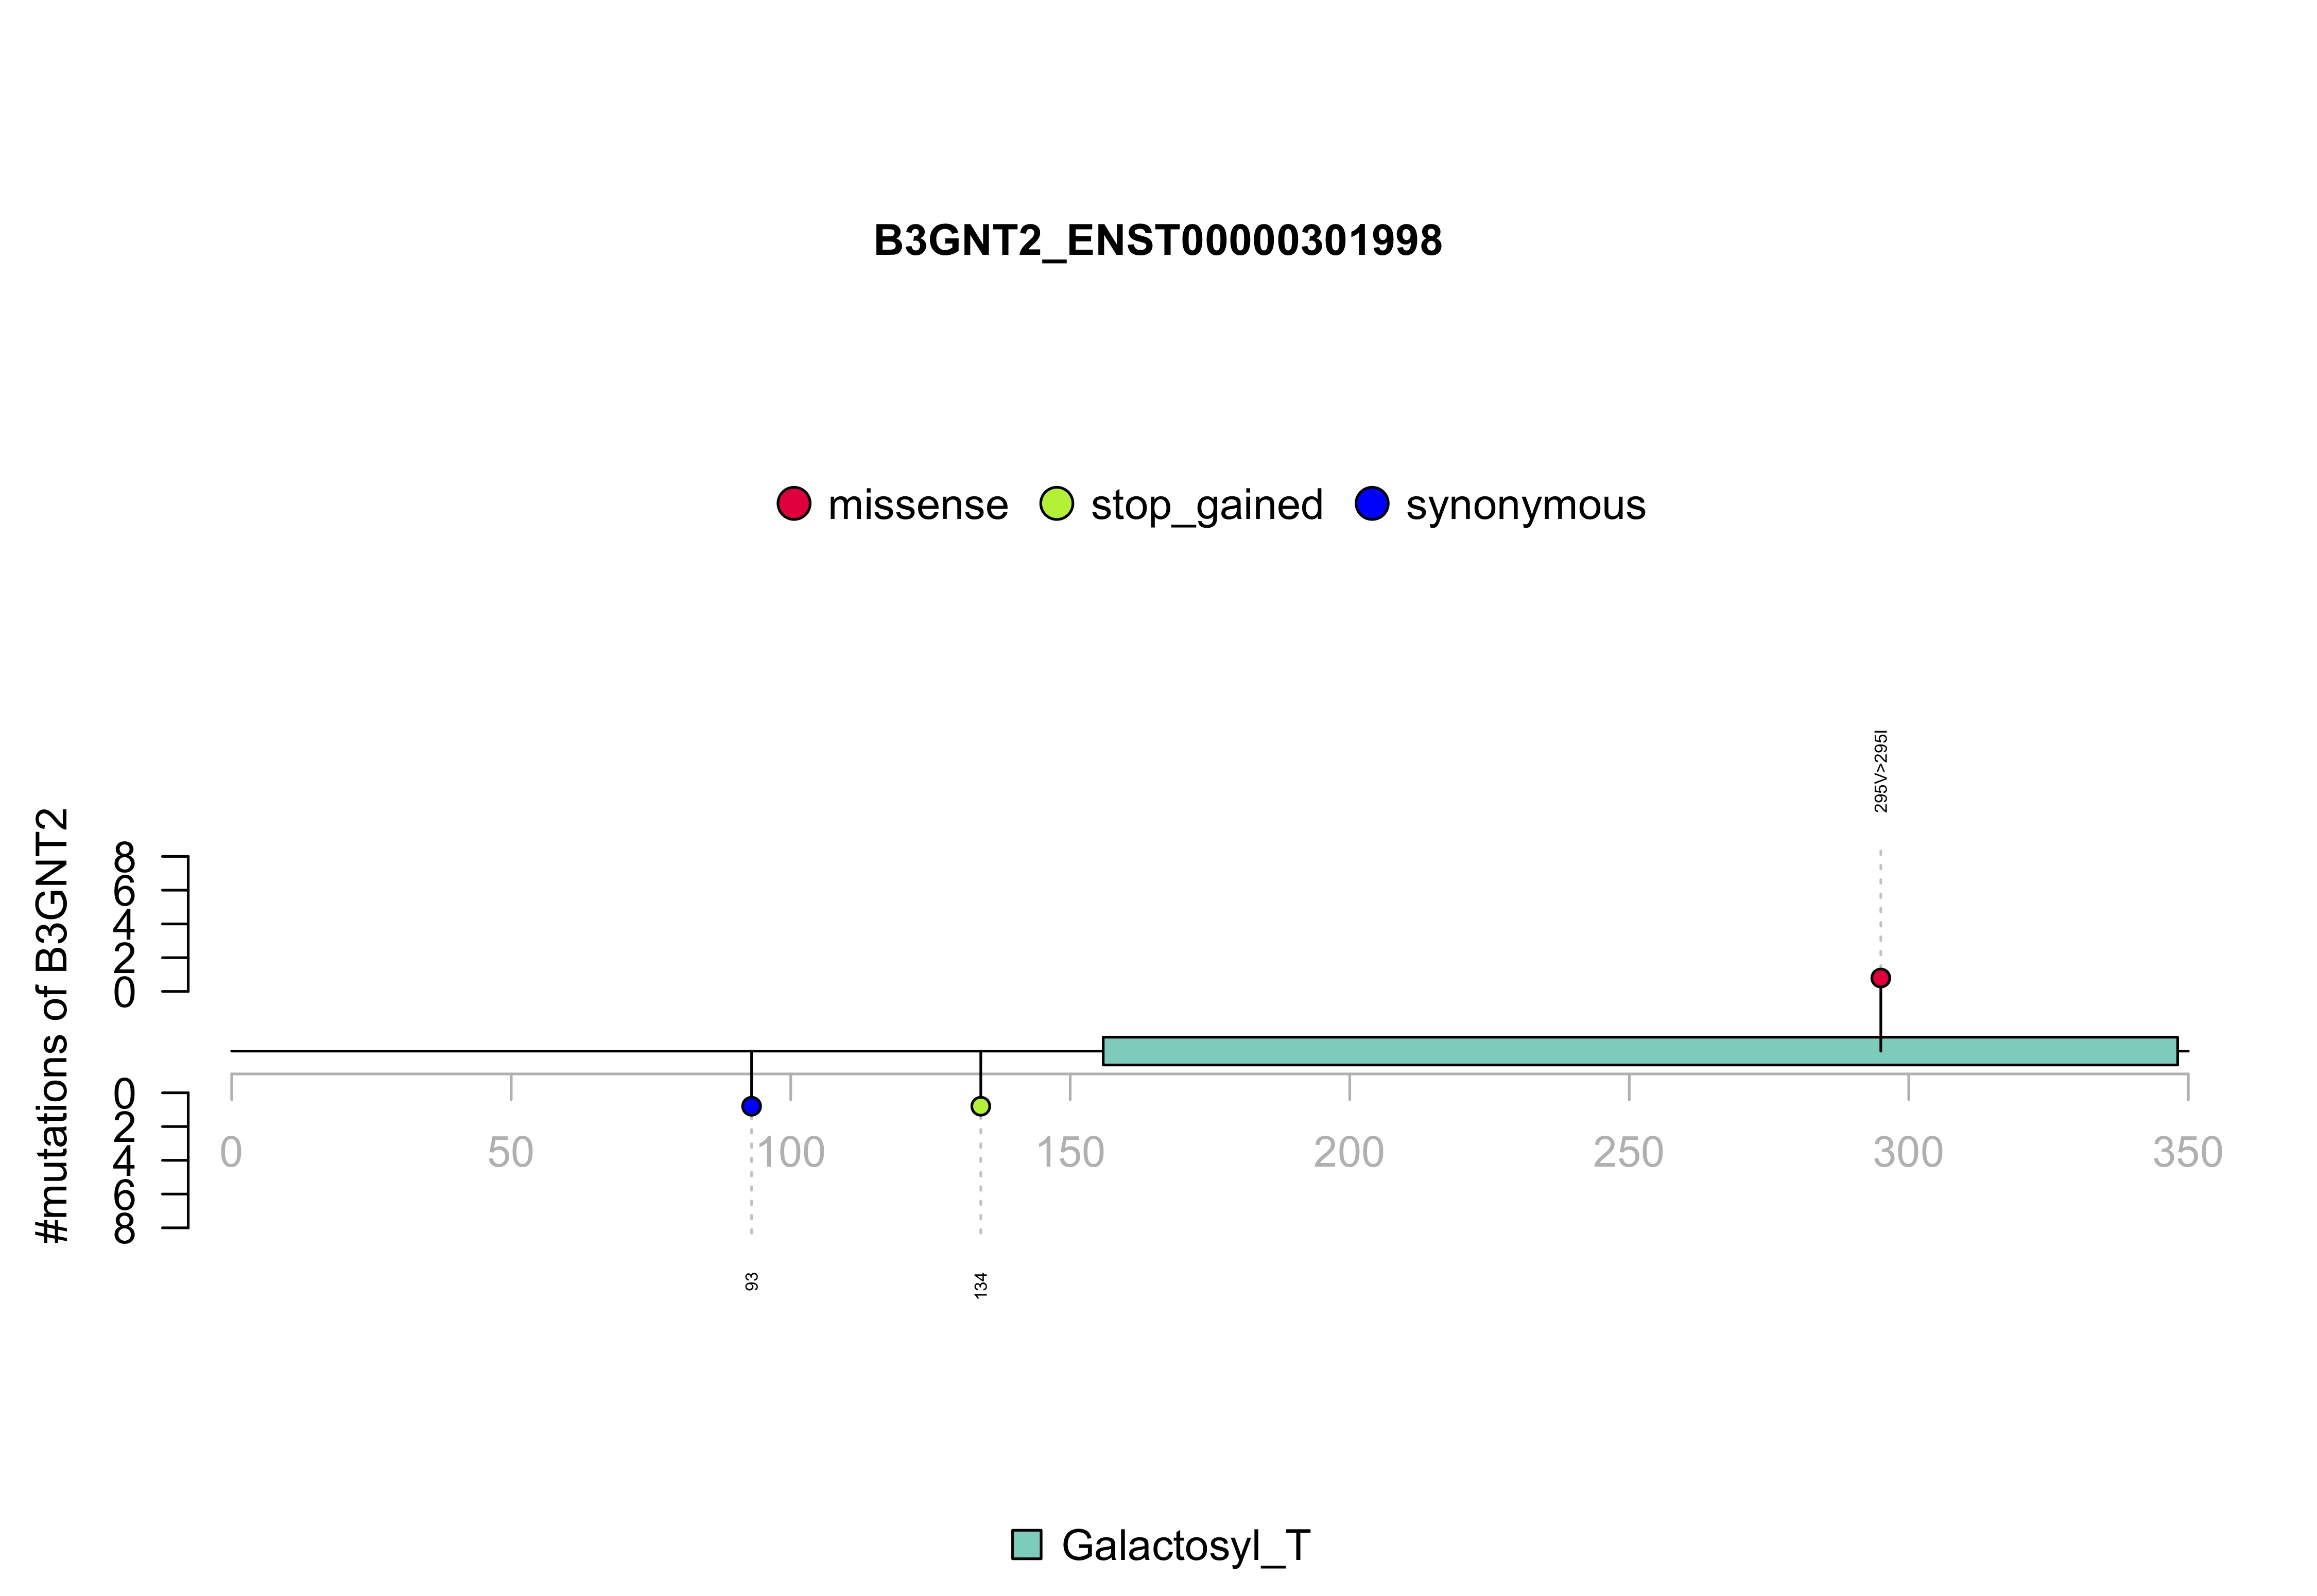 B3GNT2_ENST00000301998
missense stop_gained synonymous
295V>295I
#mutations of B3GNT2
8
6
4
2
0
0
2
4
6
8
0 50 100 150 200 250 300 350
93 134
Galactosyl_T